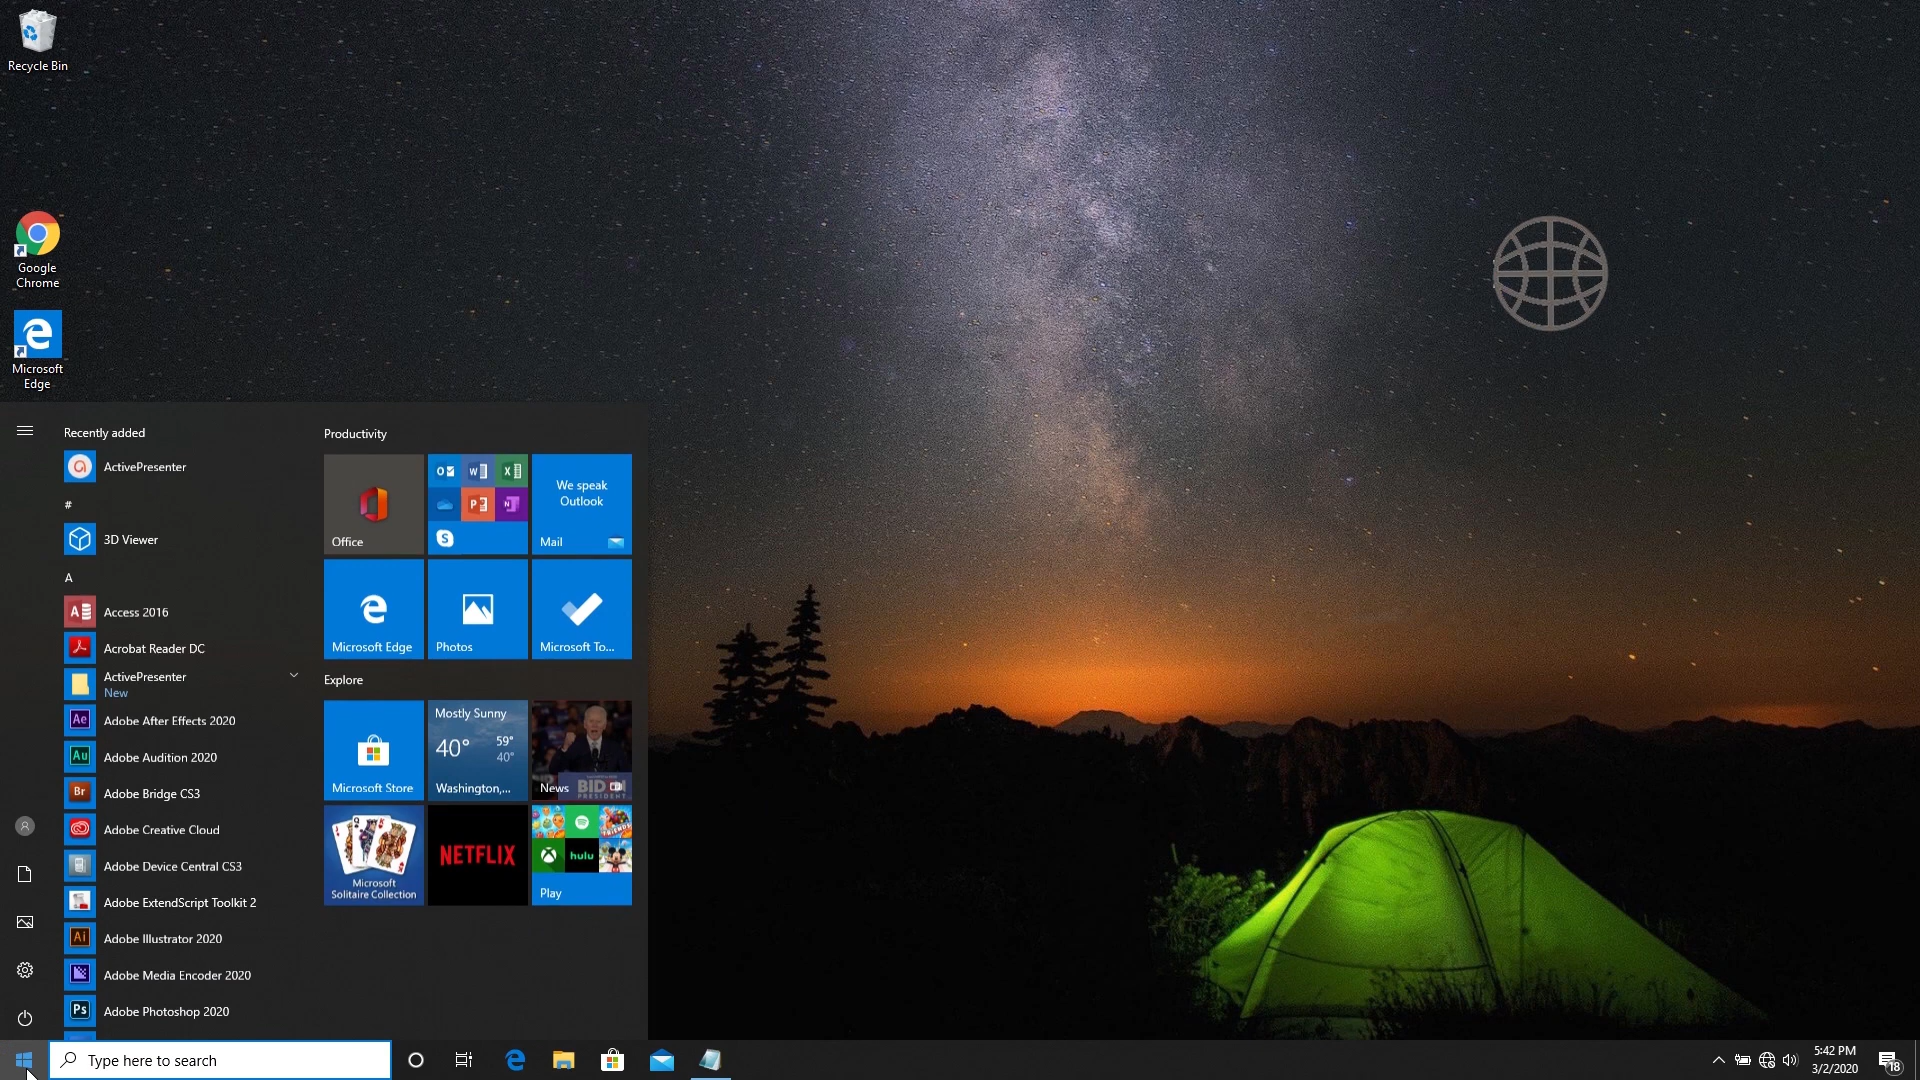 Recycle Bin
Google
Chrome
Microsoft
Edge
Recently added
ActivePresenter
#
3D Viewer
A
Access 2016
Acrobat Reader DC
ActivePresenter
New
Adobe After Effects 2020
Adobe Audition 2020
Adobe Bridge CS3
Adobe Creative Cloud
Adobe Device Central CS3
Adobe ExtendScript Toolkit 2
Adobe Illustrator 2020
Adobe Media Encoder 2020
Adobe Photoshop 2020
Productivity
Office
We speak
Outlook
Mail
Microsoft Edge
Photos
Microsoft To...
Explore
Microsoft Store
Mostly Sunny
40° 59°
40°
Washington,...
News
BIDEN
PRESIDENT
Microsoft
Solitaire Collection
NETFLIX
hulu
Play
Type here to search
5:42 PM
3/2/2020
18